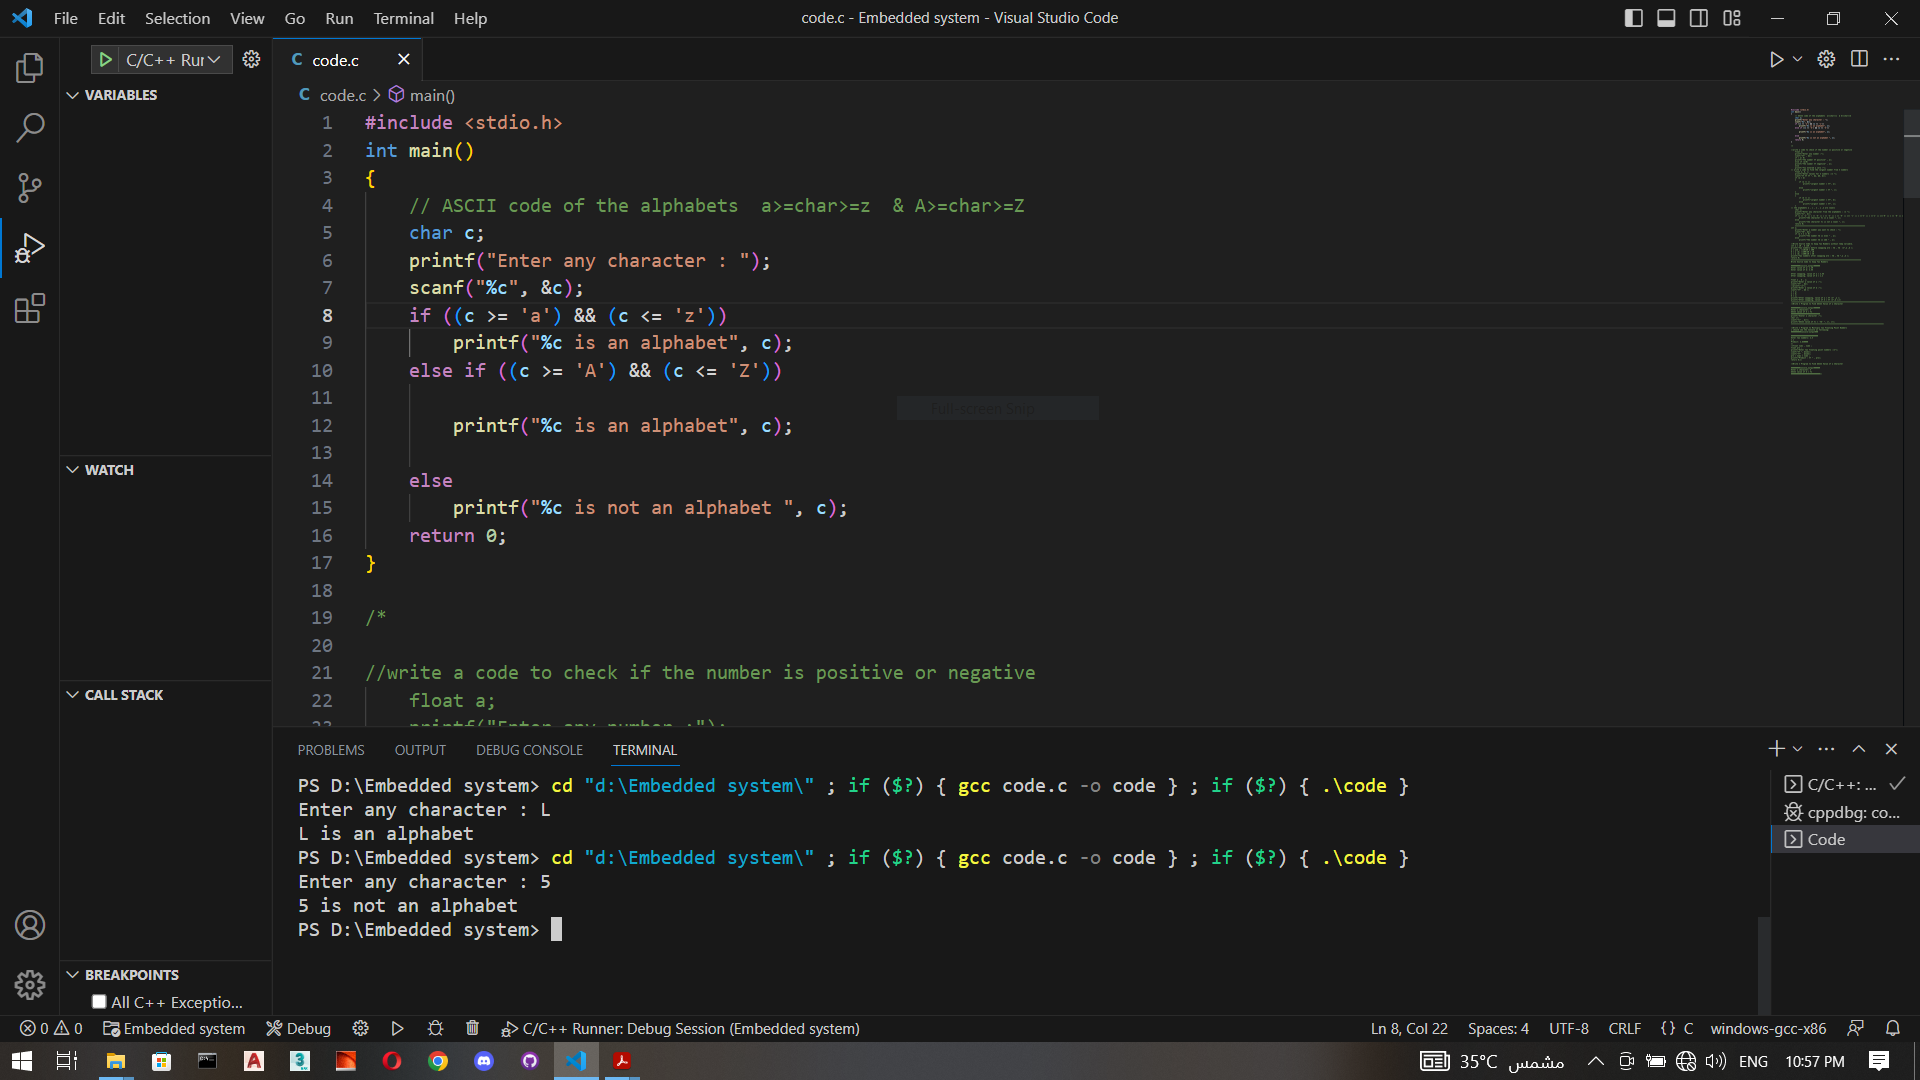 File Edit Selection View Go Run Terminal Help
code.c - Embedded system - Visual Studio Code
C/C++ Rur
C code.c
VARIABLES
C code.c > main()
1 #include <stdio.h>
2 int main()
3 {
4 // ASCII code of the alphabets  a>=char>=z  & A>=char>=Z
5 char c;
6 printf("Enter any character : ");
7 scanf("%c", &c);
8 if ((c >= 'a') && (c <= 'z'))
9 printf("%c is an alphabet", c);
10 else if ((c >= 'A') && (c <= 'Z'))
11
Full-screen Snip
12 printf("%c is an alphabet", c);
13
WATCH
14 else
15 printf("%c is not an alphabet ", c);
16 return 0;
17 }
18
19 /*
20
21 //write a code to check if the number is positive or negative
CALL STACK
22 float a;
23 printf("Enter any number :");
PROBLEMS OUTPUT DEBUG CONSOLE TERMINAL
PS D:\Embedded system> cd "d:\Embedded system\" ; if ($?) { gcc code.c -o code } ; if ($?) { .\code }
Enter any character : L
L is an alphabet
PS D:\Embedded system> cd "d:\Embedded system\" ; if ($?) { gcc code.c -o code } ; if ($?) { .\code }
Enter any character : 5
5 is not an alphabet
PS D:\Embedded system>
C/C++: ...
cppdbg: co...
Code
BREAKPOINTS
All C++ Exceptio...
0 0 Embedded system Debug C/C++ Runner: Debug Session (Embedded system)
Ln 8, Col 22 Spaces: 4 UTF-8 CRLF {} C windows-gcc-x86
35°C مشمس ENG 10:57 PM